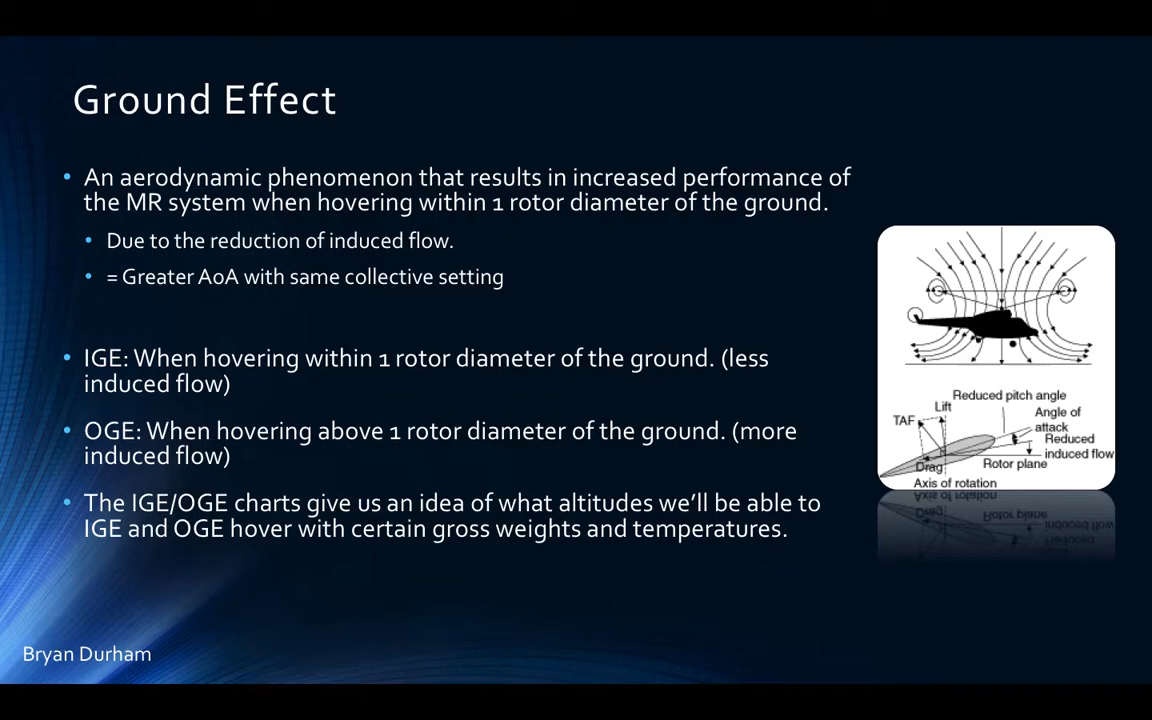 Ground Effect
• An aerodynamic phenomenon that results in increased performance of
the MR system when hovering within 1 rotor diameter of the ground.
• Due to the reduction of induced flow.
• = Greater AoA with same collective setting
• IGE: When hovering within 1 rotor diameter of the ground. (less
induced flow)
• OGE: When hovering above 1 rotor diameter of the ground. (more
induced flow)
• The IGE/OGE charts give us an idea of what altitudes we'll be able to
IGE and OGE hover with certain gross weights and temperatures.
Reduced pitch angle
Lift
TAF
Angle of
attack
Reduced
induced flow
Drag
Rotor plane
Axis of rotation
Bryan Durham